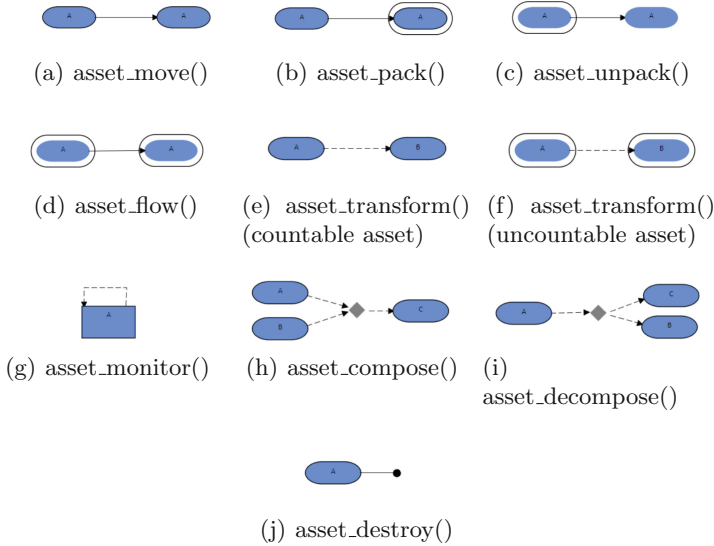 A A
A A
A A
(a) asset_move()
(b) asset_pack()
(c) asset_unpack()
A A
A B
A B
(d) asset_flow()
(e) asset_transform()
(countable asset)
(f) asset_transform()
(uncountable asset)
A
A
B
C
A
C
B
(g) asset_monitor()
(h) asset_compose()
(i)
asset_decompose()
A
(j) asset_destroy()